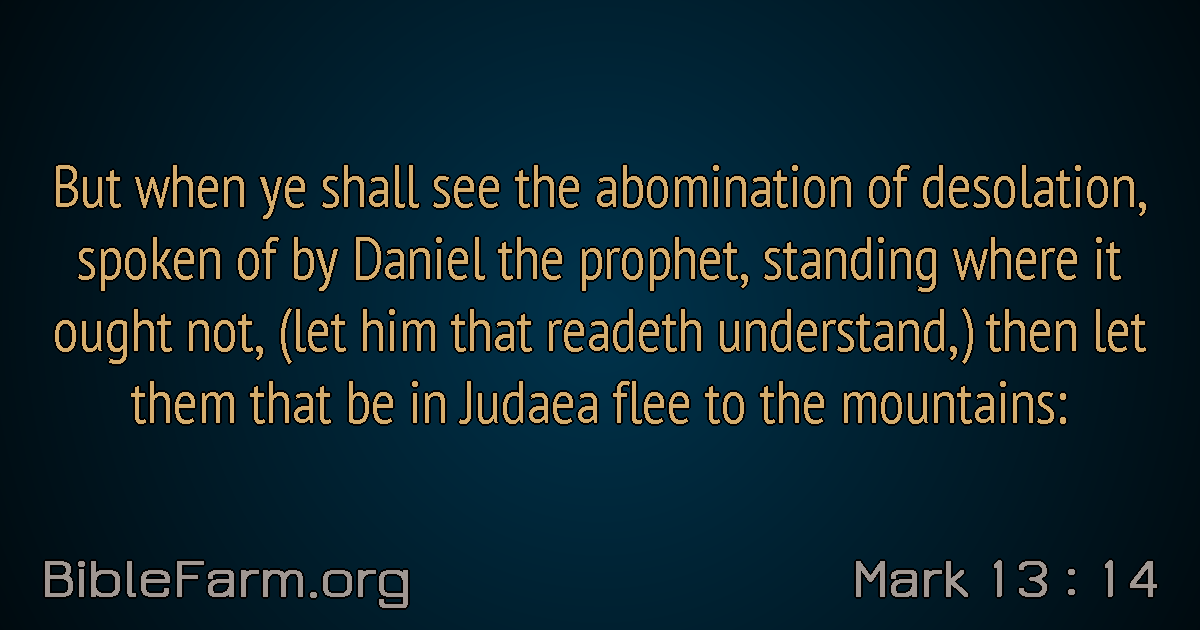 But when ye shall see the abomination of desolation,
spoken of by Daniel the prophet, standing where it
ought not, (let him that readeth understand,) then let
them that be in Judaea flee to the mountains:
BibleFarm.org
Mark 13 : 14